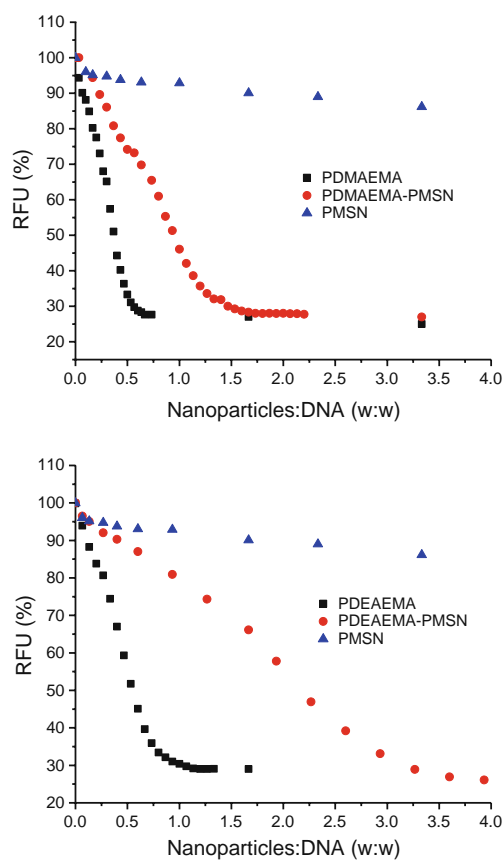 110
100
90
80
70
60
50
40
30
20
RFU (%)
PDMAEMA
PDMAEMA-PMSN
PMSN
0.0 0.5 1.0 1.5 2.0 2.5 3.0 3.5 4.0
Nanoparticles:DNA (w:w)
110
100
90
80
70
60
50
40
30
20
RFU (%)
PDEAEMA
PDEAEMA-PMSN
PMSN
0.0 0.5 1.0 1.5 2.0 2.5 3.0 3.5 4.0
Nanoparticles:DNA (w:w)